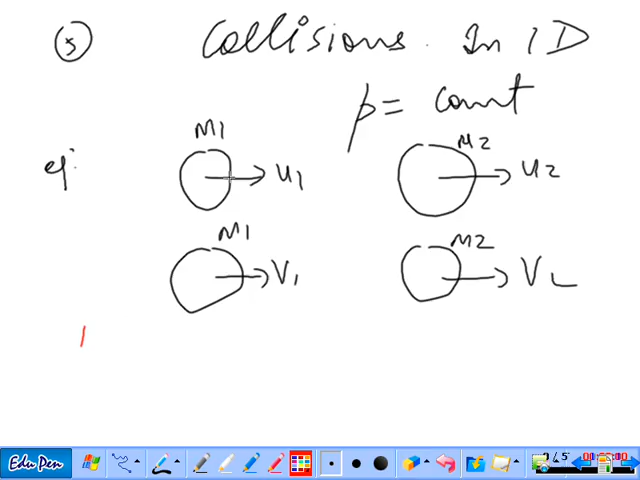 5 Collisions. In 1D
p = const
M1 M2
eg. u1 u2
M1 M2
V1 V2
Edu Pen